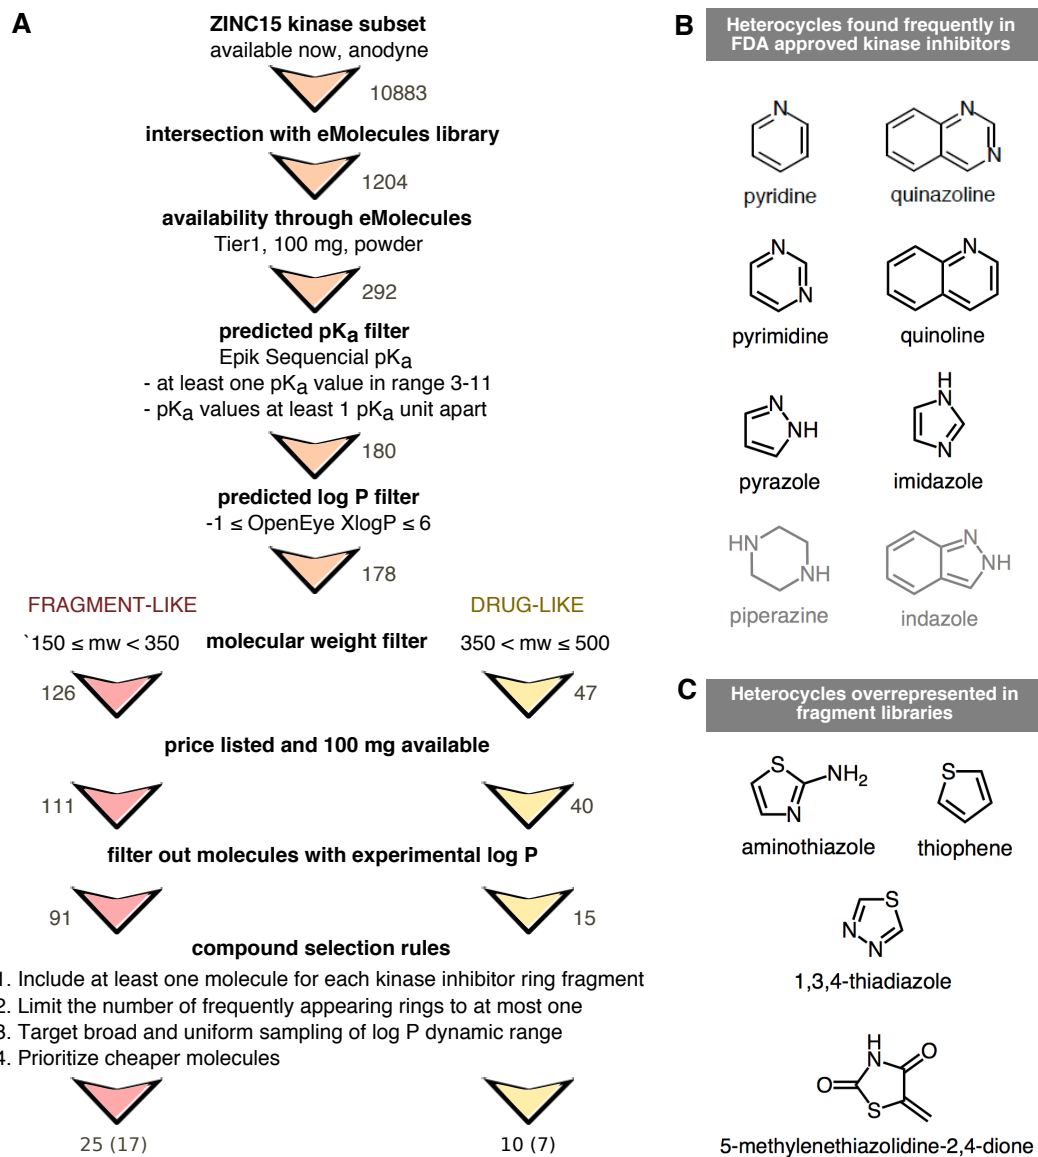 A
ZINC15 kinase subset
available now, anodyne
10883
intersection with eMolecules library
1204
availability through eMolecules
Tier1, 100 mg, powder
292
predicted pKa filter
Epik Sequencial pKa
- at least one pKa value in range 3-11
- pKa values at least 1 pKa unit apart
180
predicted log P filter
-1 ≤ OpenEye XlogP ≤ 6
178
FRAGMENT-LIKE
DRUG-LIKE
`150 ≤ mw < 350
molecular weight filter
350 < mw ≤ 500
126
47
price listed and 100 mg available
111
40
filter out molecules with experimental log P
91
15
compound selection rules
1. Include at least one molecule for each kinase inhibitor ring fragment
2. Limit the number of frequently appearing rings to at most one
3. Target broad and uniform sampling of log P dynamic range
4. Prioritize cheaper molecules
25 (17)
10 (7)
B
Heterocycles found frequently in
FDA approved kinase inhibitors
N
N
N
pyridine
quinazoline
N
N
N
pyrimidine
quinoline
N
NH
H
N
N
pyrazole
imidazole
HN
NH
N
NH
piperazine
indazole
C
Heterocycles overrepresented in
fragment libraries
S
NH2
N
S
aminothiazole
thiophene
S
N
N
1,3,4-thiadiazole
H
N
O
O
S
5-methylenethiazolidine-2,4-dione